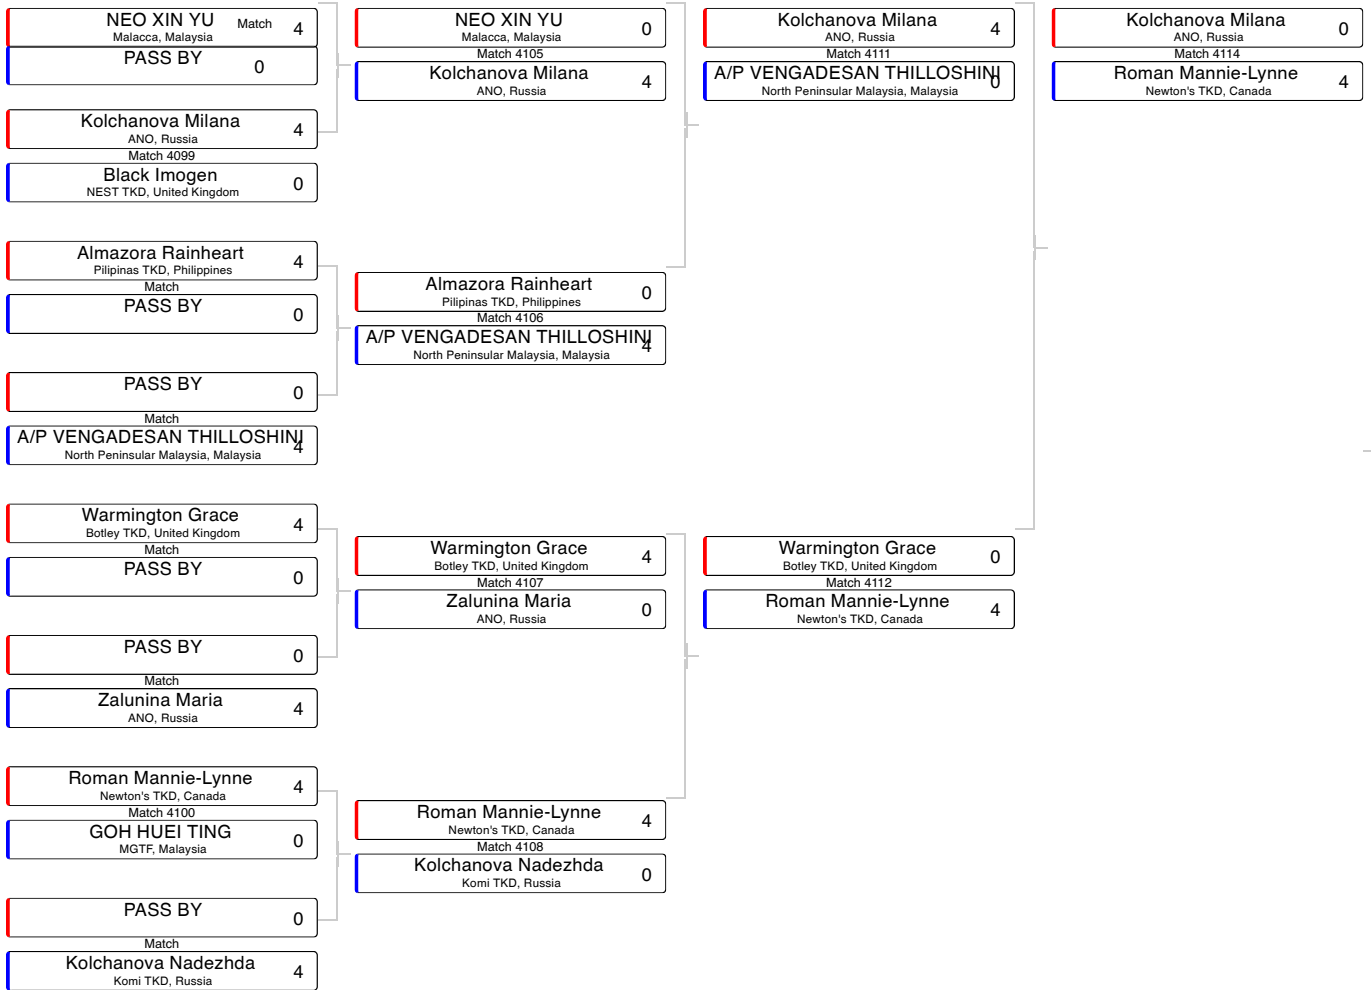 NEO XIN YU Match 4
Malacca, Malaysia
PASS BY 0
Kolchanova Milana 4
ANO, Russia
Match 4099
Black Imogen 0
NEST TKD, United Kingdom
Almazora Rainheart 4
Pilipinas TKD, Philippines
Match
PASS BY 0
PASS BY 0
Match
A/P VENGADESAN THILLOSHINI 4
North Peninsular Malaysia, Malaysia
Warmington Grace 4
Botley TKD, United Kingdom
Match
PASS BY 0
PASS BY 0
Match
Zalunina Maria 4
ANO, Russia
Roman Mannie-Lynne 4
Newton's TKD, Canada
Match 4100
GOH HUEI TING 0
MGTF, Malaysia
PASS BY 0
Match
Kolchanova Nadezhda 4
Komi TKD, Russia
NEO XIN YU 0
Malacca, Malaysia
Match 4105
Kolchanova Milana 4
ANO, Russia
Almazora Rainheart 0
Pilipinas TKD, Philippines
Match 4106
A/P VENGADESAN THILLOSHINI 4
North Peninsular Malaysia, Malaysia
Warmington Grace 4
Botley TKD, United Kingdom
Match 4107
Zalunina Maria 0
ANO, Russia
Roman Mannie-Lynne 4
Newton's TKD, Canada
Match 4108
Kolchanova Nadezhda 0
Komi TKD, Russia
Kolchanova Milana 4
ANO, Russia
Match 4111
A/P VENGADESAN THILLOSHINI 0
North Peninsular Malaysia, Malaysia
Warmington Grace 0
Botley TKD, United Kingdom
Match 4112
Roman Mannie-Lynne 4
Newton's TKD, Canada
Kolchanova Milana 0
ANO, Russia
Match 4114
Roman Mannie-Lynne 4
Newton's TKD, Canada